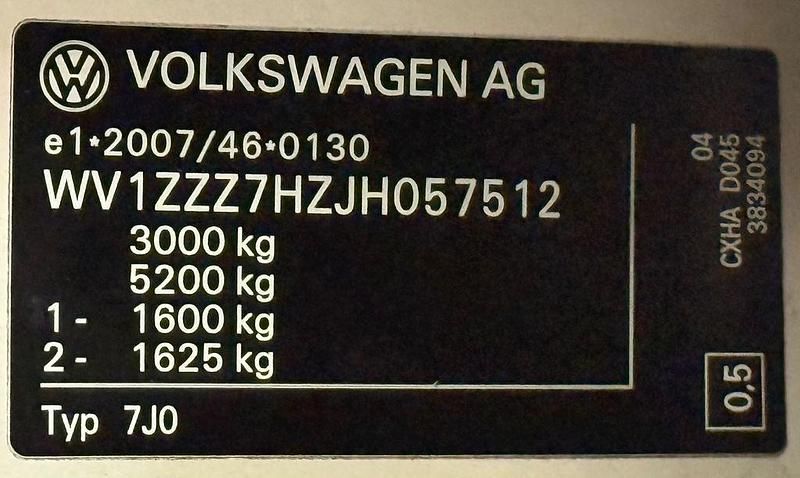 VOLKSWAGEN AG
e1*2007/46*0130
WV1ZZZ7HZJH057512
3000 kg
5200 kg
1 - 1600 kg
2 - 1625 kg
Typ 7J0
04
CXHA D045
3834094
0,5